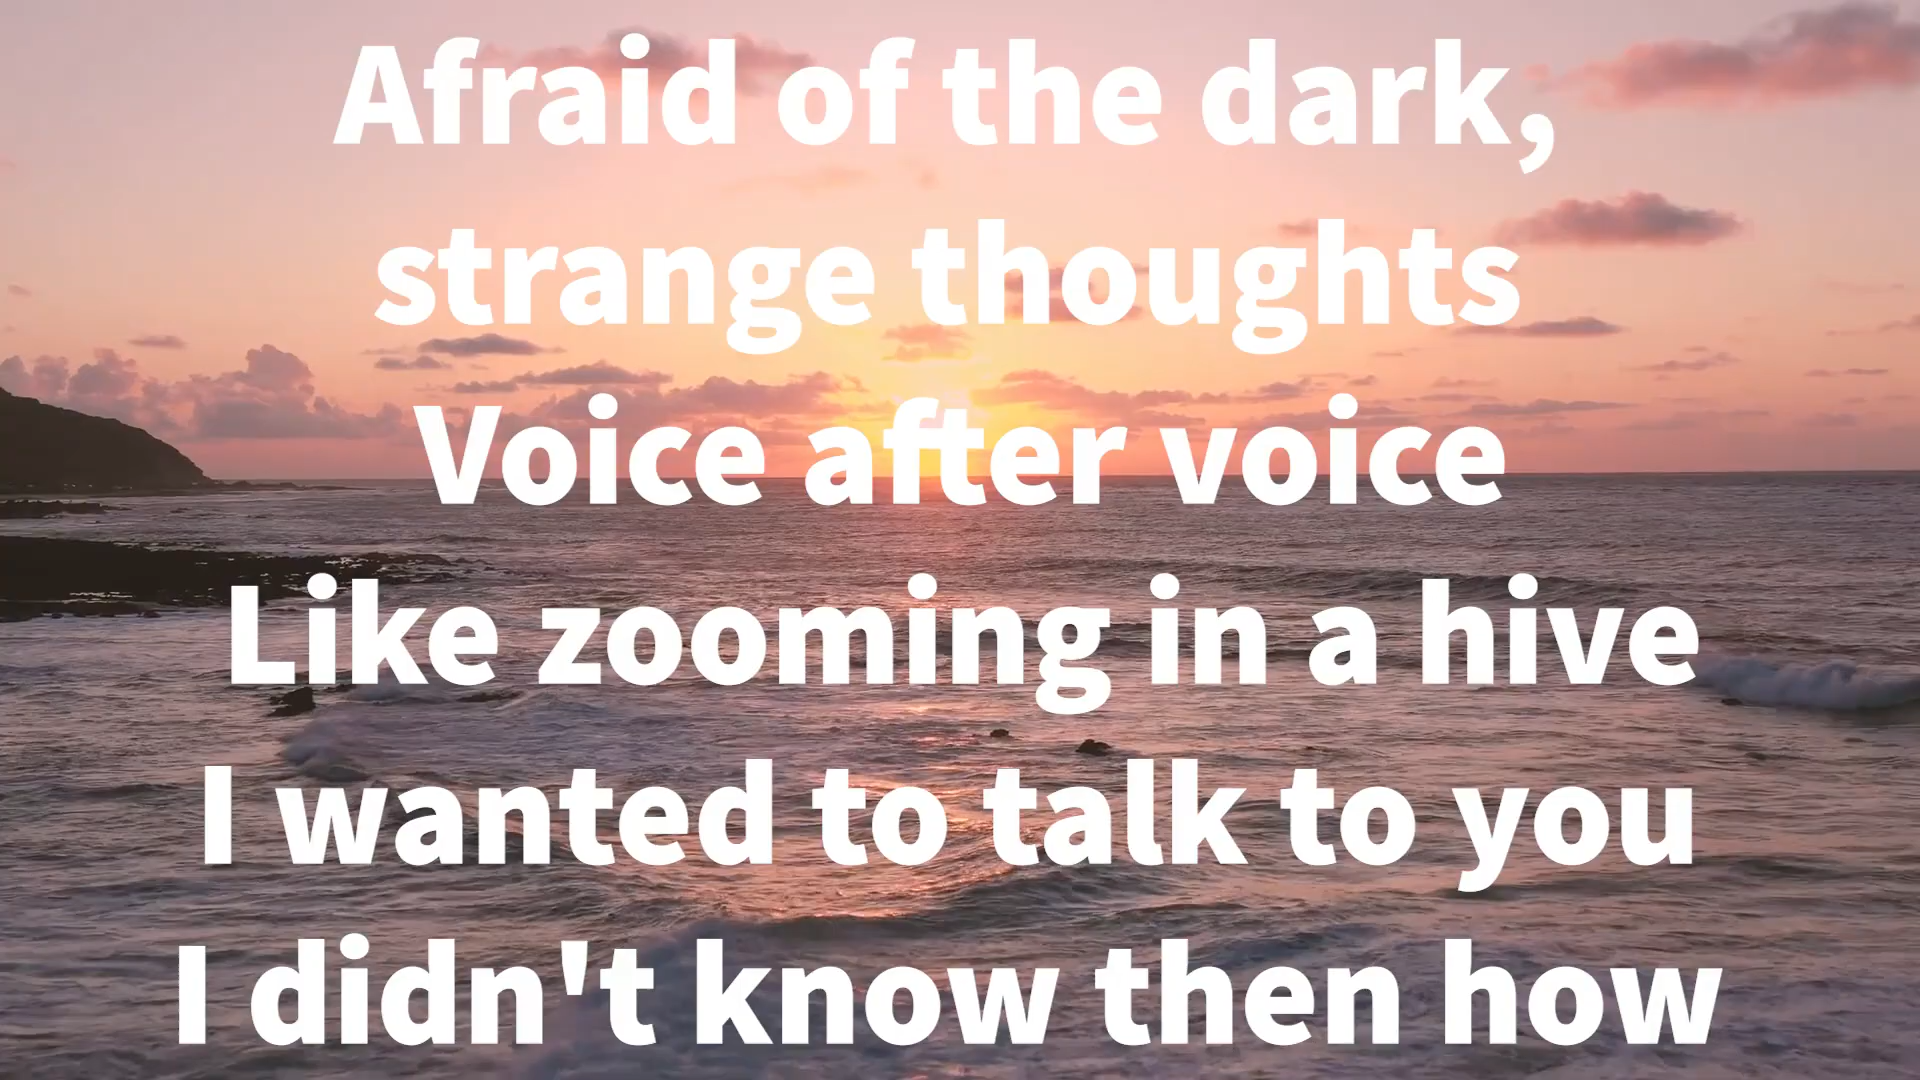 Afraid of the dark,
strange thoughts
Voice after voice
Like zooming in a hive
I wanted to talk to you
I didn't know then how